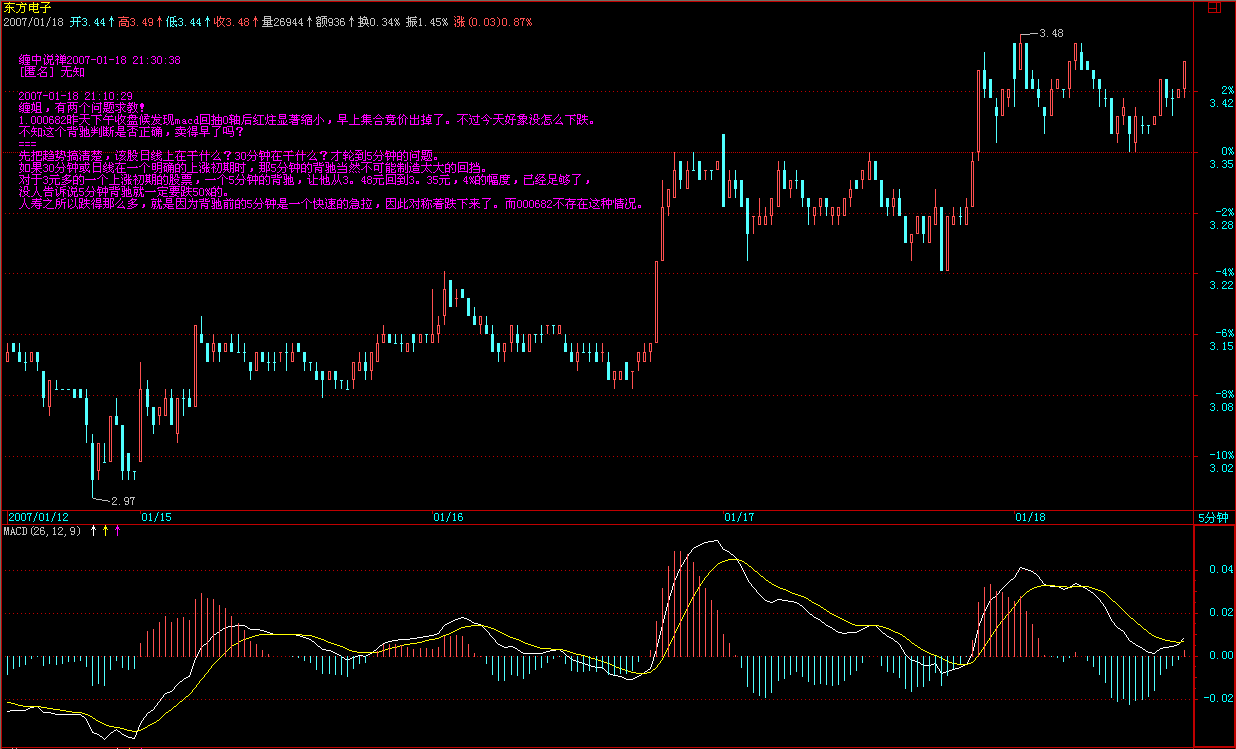 东方电子
2007/01/18 开3.44↑高3.49↑低3.44↑收3.48↑量26944↑额936↑换0.34% 振1.45% 涨(0.03)0.87%
日
3.48
缠中说禅2007-01-18 21:30:38
[匿名] 无知
2007-01-18 21:10:29
缠姐，有两个问题求教！
1.000682昨天下午收盘候发现macd回抽0轴后红柱显著缩小，早上集合竞价出掉了。不过今天好象没怎么下跌。
不知这个背驰判断是否正确，卖得早了吗？
===
先把趋势搞清楚，该股日线上在干什么？30分钟在干什么？才轮到5分钟的问题。
如果30分钟或日线在一个明确的上涨初期时，那5分钟的背驰当然不可能制造太大的回挡。
对于3元多的一个上涨初期的股票，一个5分钟的背驰，让他从3。48元回到3。35元，4%的幅度，已经足够了，
没人告诉说5分钟背驰就一定要跌50%的。
人寿之所以跌得那么多，就是因为背驰前的5分钟是一个快速的急拉，因此对称着跌下来了。而000682不存在这种情况。
2%
3.42
0%
3.35
-2%
3.28
-4%
3.22
-6%
3.15
-8%
3.08
-10%
3.02
2.97
2007/01/12 01/15 01/16 01/17 01/18 5分钟
MACD(26,12,9) ↑ ↑ ↑
0.04
0.02
0.00
-0.02